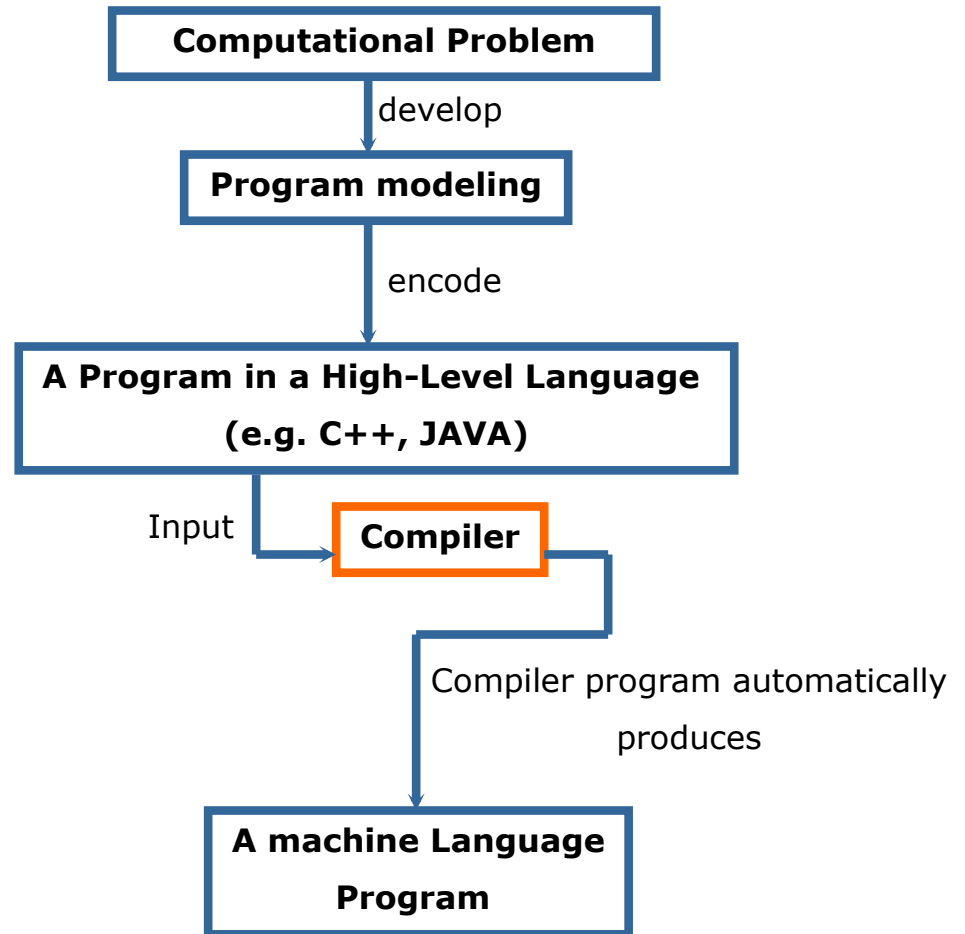 Computational Problem
develop
Program modeling
encode
A Program in a High-Level Language
(e.g. C++, JAVA)
Input
Compiler
Compiler program automatically
produces
A machine Language
Program